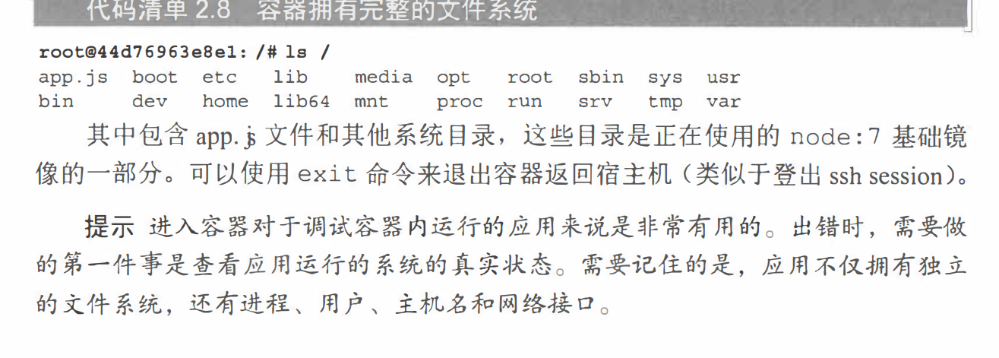 代码清单 2.8 容器拥有完整的文件系统
root@44d76963e8e1: /# ls /
app.js boot etc lib media opt root sbin sys usr
bin dev home lib64 mnt proc run srv tmp var
其中包含 app.js 文件和其他系统目录，这些目录是正在使用的 node:7 基础镜
像的一部分。可以使用 exit 命令来退出容器返回宿主机（类似于登出 ssh session）。
提示 进入容器对于调试容器内运行的应用来说是非常有用的。出错时，需要做
的第一件事是查看应用运行的系统的真实状态。需要记住的是，应用不仅拥有独立
的文件系统，还有进程、用户、主机名和网络接口。